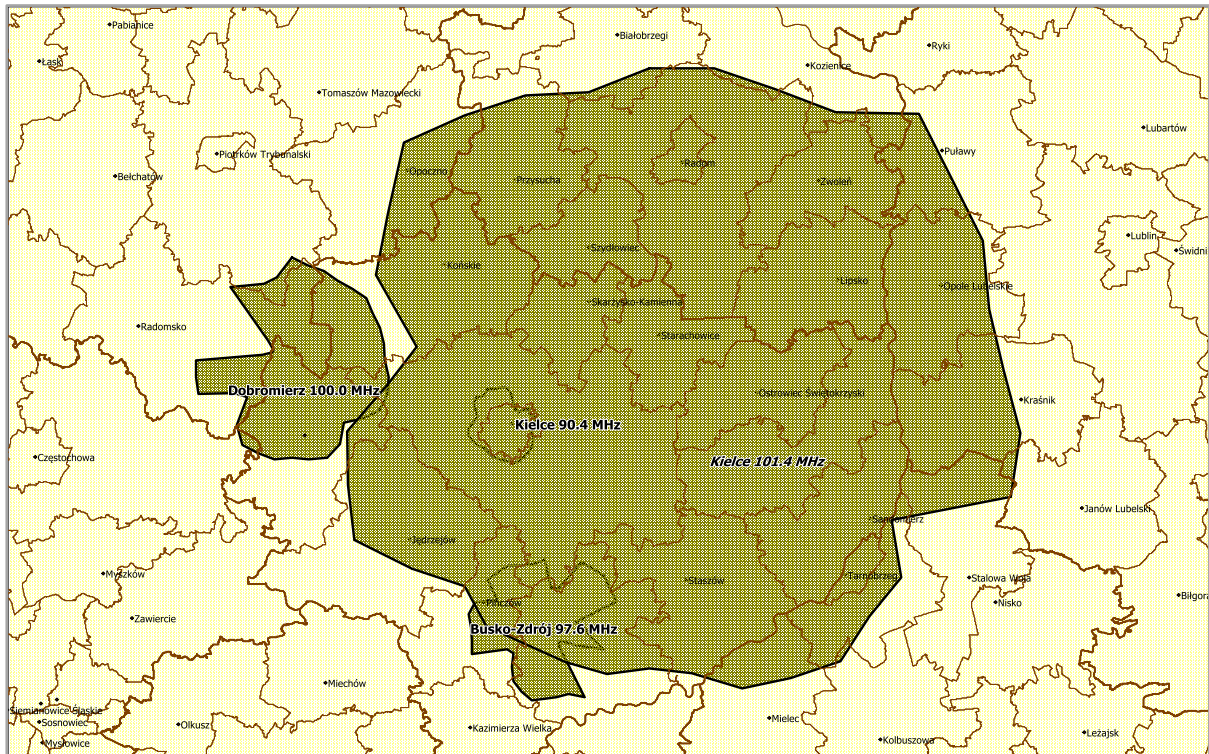 Pabianice
Białobrzegi
Ryki
Łask
Kozienice
Tomaszów Mazowiecki
Lubartów
Piotrków Trybunalski
Puławy
Radom
Opoczno
Bełchatów
Przysucha
Zwoleń
Lublin
Szydłowiec
Świdni
Końskie
Lipsko
Opole Lubelskie
Skarżysko-Kamienna
Radomsko
Starachowice
Dobromierz 100.0 MHz
Ostrowiec Świętokrzyski
Kraśnik
Kielce 90.4 MHz
Częstochowa
Kielce 101.4 MHz
Janów Lubelski
Sandomierz
Jędrzejów
Myszków
Tarnobrzeg
Stalowa Wola
Staszów
Biłgora
Pińczów
Nisko
Zawiercie
Busko-Zdrój 97.6 MHz
Miechów
Siemianowice Śląskie
Mielec
Sosnowiec
Olkusz
Kazimierza Wielka
Leżajsk
Kolbuszowa
Mysłowice